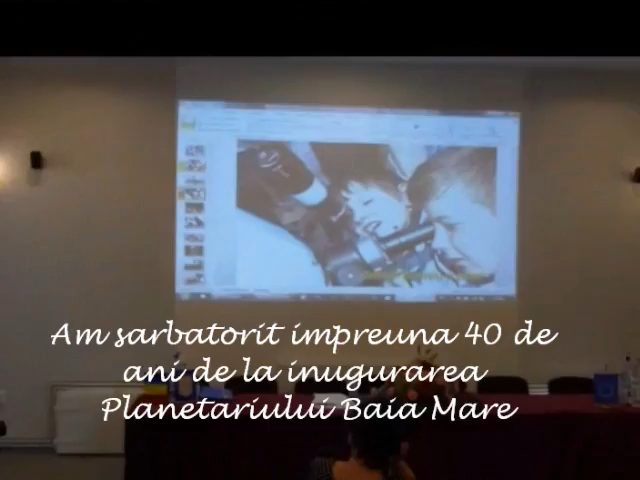 Am sarbatorit impreuna 40 de
ani de la inugurarea
Planetariului Baia Mare